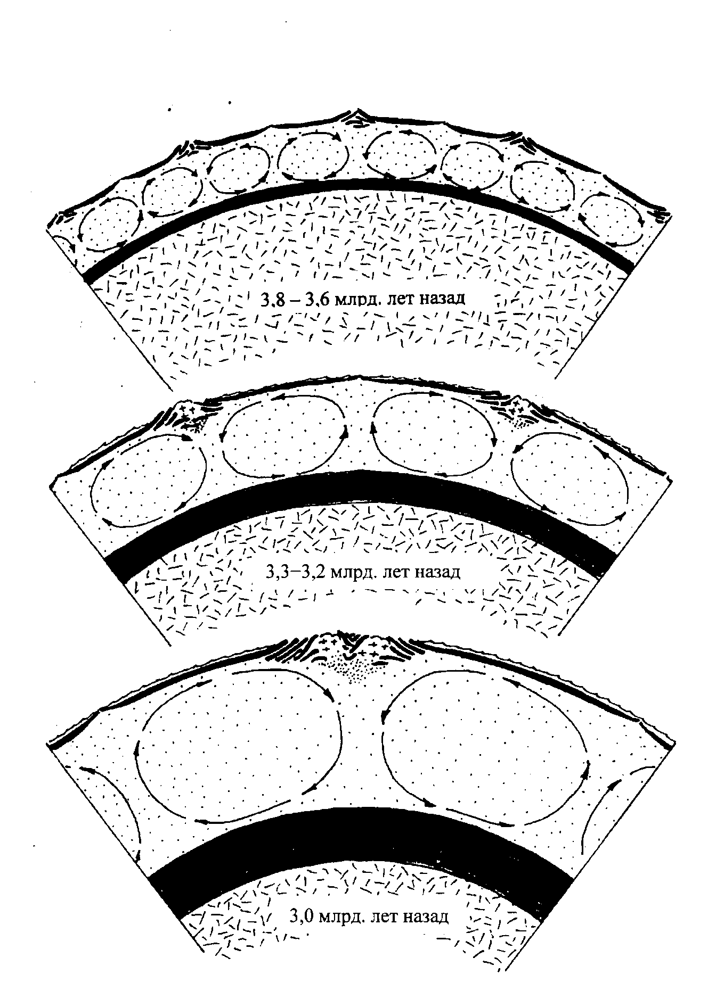 3,8 – 3,6 млрд. лет назад
3,3–3,2 млрд. лет назад
3,0 млрд. лет назад